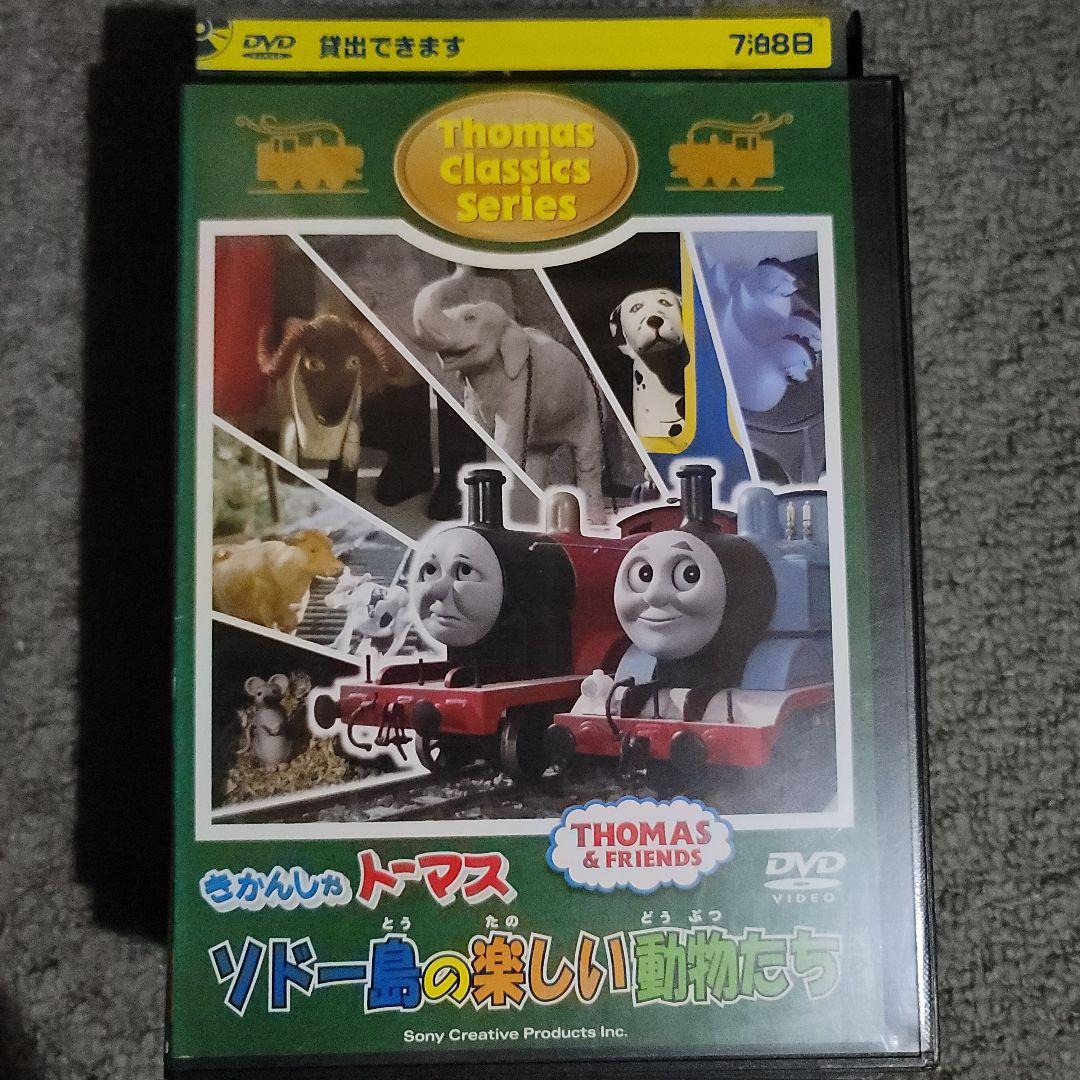 DVD 貸出できます 7泊8日
VIDEO
Thomas
Classics
Series
THOMAS
& FRIENDS
きかんしゃ トーマス
DVD
VIDEO
とう たの どう ぶつ
ソドー島の楽しい動物たち
Sony Creative Products Inc.